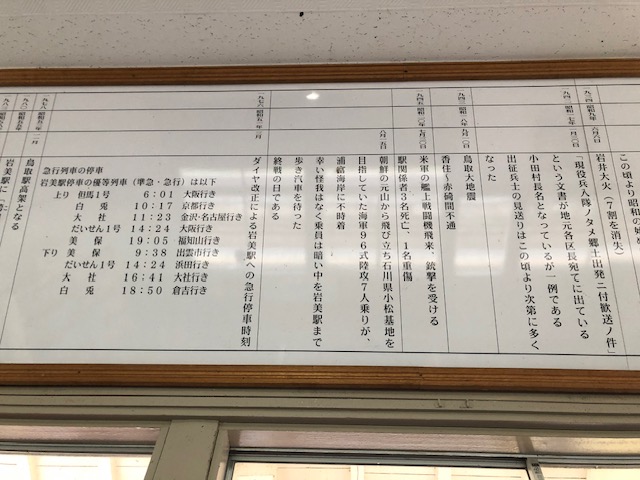 この頃より昭和の
岩井大火（7割を消失）
「現役兵入隊ノタメ郷土出発ニ付歓送ノ件」
という文書が地元各区長宛てに出ている
小田村長名となっているが一例である
出征兵士の見送りはこの頃より次第に多く
なった
鳥取大地震
香住〜赤碕間不通
米軍の艦上戦闘機飛来、銃撃を受ける
駅関係者3名死亡、1名重傷
朝鮮の元山から飛び立ち石川県小松基地を
目指していた海軍96式陸攻7人乗りが、
浦富海岸に不時着
幸い怪我はなく乗員は暗い中を岩美駅まで
歩き汽車を待った
終戦の日である
ダイヤ改正による岩美駅への急行停車時刻
急行列車の停車
岩美駅停車の優等列車（準急・急行）は以下
上り 但馬1号 6：01 大阪行き
白 兎 10：17 京都行き
大 社 11：23 金沢・名古屋行き
だいせん1号 14：24 大阪行き
美 保 19：05 福知山行き
下り 美 保 9：38 出雲市行き
だいせん1号 14：24 浜田行き
大 社 16：41 大社行き
白 兎 18：50 倉吉行き
鳥取駅高架となる
岩美駅に